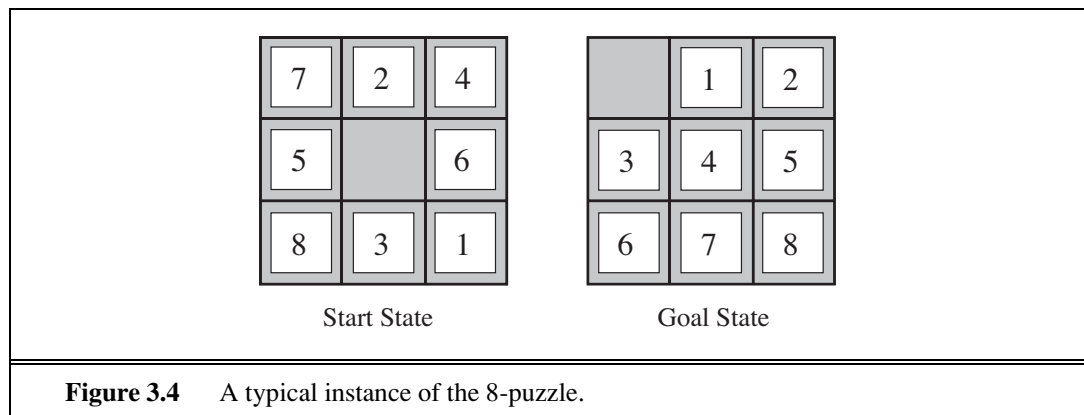 7 2 4 1 2
5 6 3 4 5
8 3 1 6 7 8
Start State Goal State
Figure 3.4 A typical instance of the 8-puzzle.